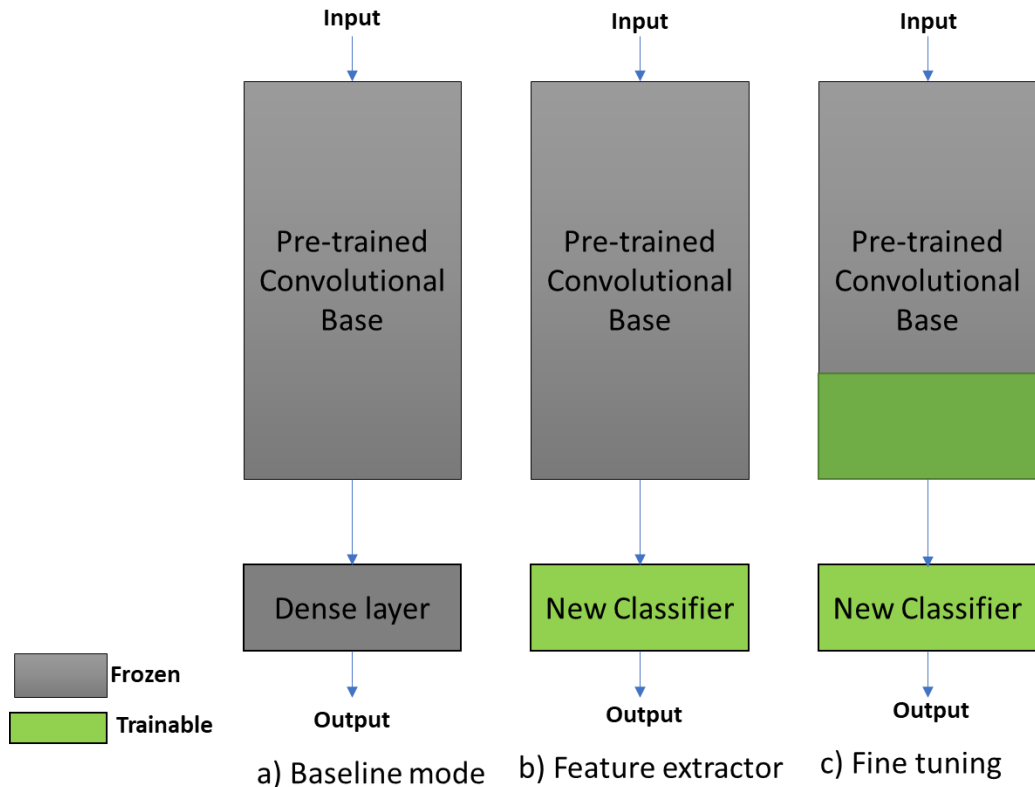 Input
Input
Input
Pre-trained
Convolutional
Base
Pre-trained
Convolutional
Base
Pre-trained
Convolutional
Base
Dense layer
New Classifier
New Classifier
Frozen
Trainable
Output
Output
Output
a) Baseline mode
b) Feature extractor
c) Fine tuning